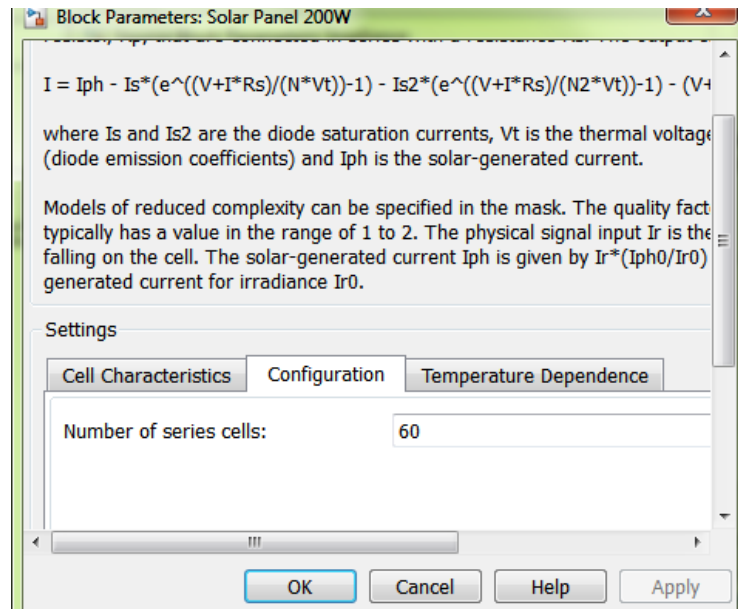 Block Parameters: Solar Panel 200W
I = Iph - Is*(e^((V+I*Rs)/(N*Vt))-1) - Is2*(e^((V+I*Rs)/(N2*Vt))-1) - (V+
where Is and Is2 are the diode saturation currents, Vt is the thermal voltage
(diode emission coefficients) and Iph is the solar-generated current.
Models of reduced complexity can be specified in the mask. The quality fact
typically has a value in the range of 1 to 2. The physical signal input Ir is the
falling on the cell. The solar-generated current Iph is given by Ir*(Iph0/Ir0)
generated current for irradiance Ir0.
Settings
Cell Characteristics Configuration Temperature Dependence
Number of series cells: 60
OK Cancel Help Apply